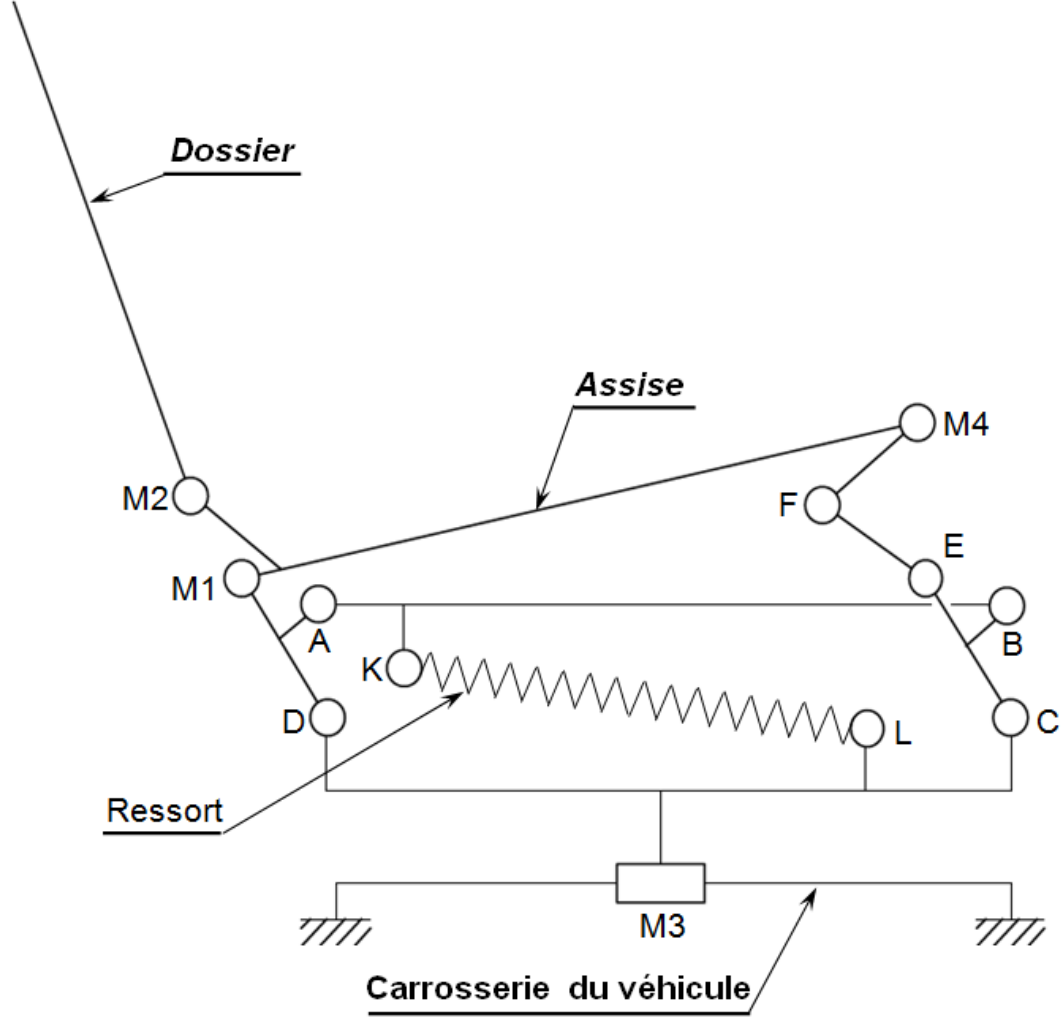 Dossier
Assise
M4
M2
F
E
M1
A
B
K
D
L
C
Ressort
M3
Carrosserie du véhicule